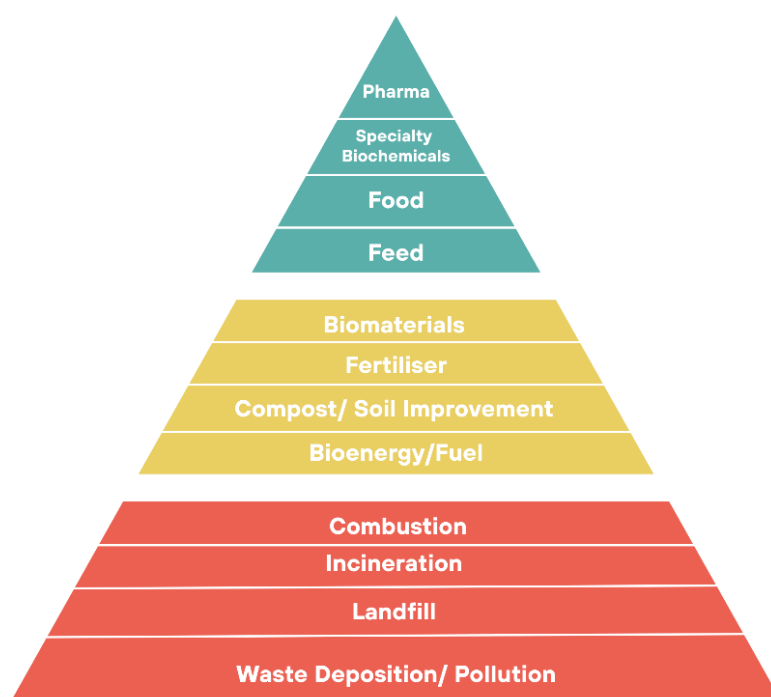 Pharma
Specialty
Biochemicals
Food
Feed
Biomaterials
Fertiliser
Compost/ Soil Improvement
Bioenergy/Fuel
Combustion
Incineration
Landfill
Waste Deposition/ Pollution